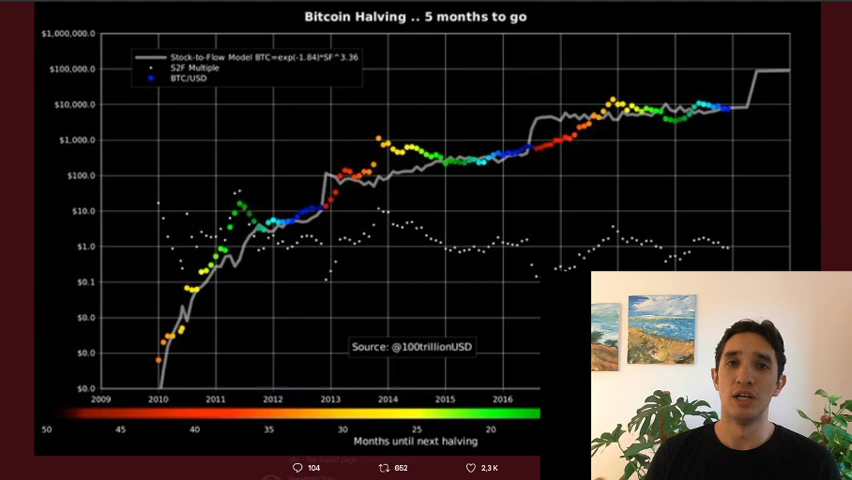 Bitcoin Halving .. 5 months to go
$1,000,000.0
$100,000.0
$10,000.0
$1,000.0
$100.0
$10.0
$1.0
$0.1
$0.0
$0.0
$0.0
Stock-to-Flow Model BTC=exp(-1.84)*SF^3.36
S2F Multiple
BTC/USD
Source: @100trillionUSD
2009 2010 2011 2012 2013 2014 2015 2016
50 45 40 35 30 25 20
Months until next halving
104 652 2,3 K